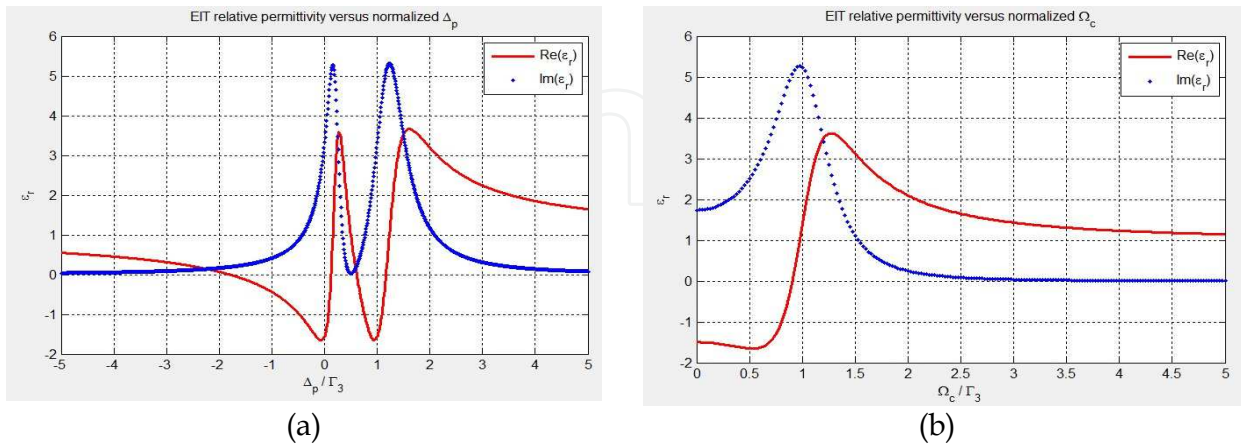 EIT relative permittivity versus normalized Δp
6
5
4
3
2
1
0
-1
-2
εr
-5 -4 -3 -2 -1 0 1 2 3 4 5
Δp / Γ3
Re(εr)
Im(εr)
(a)
EIT relative permittivity versus normalized Ωc
6
5
4
3
2
1
0
-1
-2
εr
0 0.5 1 1.5 2 2.5 3 3.5 4 4.5 5
Ωc / Γ3
Re(εr)
Im(εr)
(b)